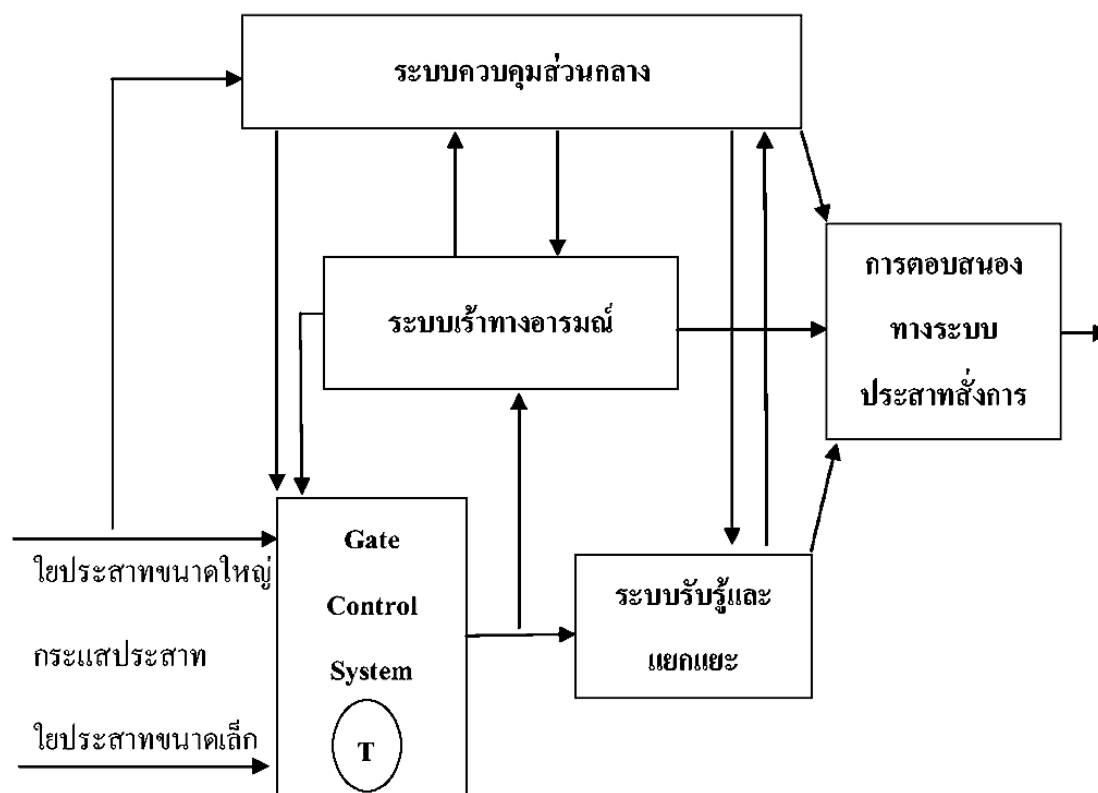 ระบบควบคุมส่วนกลาง
ระบบเร้าทางอารมณ์
การตอบสนอง
ทางระบบ
ประสาทสั่งการ
Gate
Control
System
T
ใยประสาทขนาดใหญ่
กระแสประสาท
ใยประสาทขนาดเล็ก
ระบบรับรู้และ
แยกแยะ